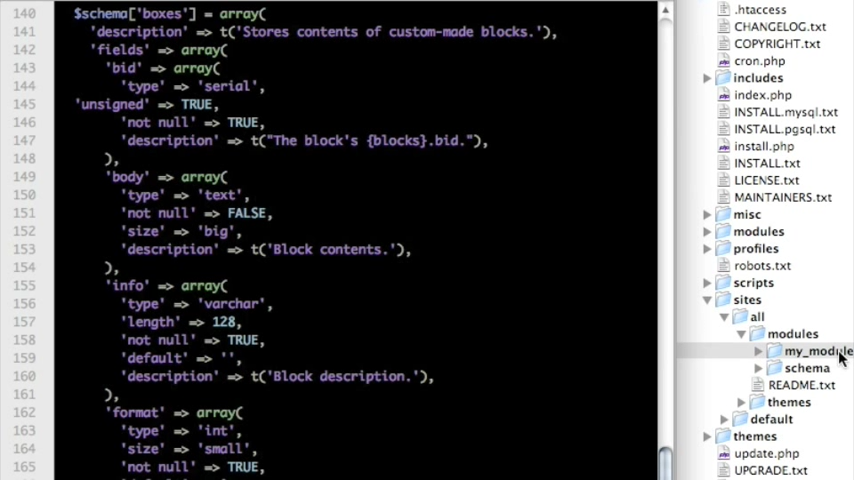 140 $schema['boxes'] = array(
141 'description' => t('Stores contents of custom-made blocks.'),
142 'fields' => array(
143 'bid' => array(
144 'type' => 'serial',
145 'unsigned' => TRUE,
146 'not null' => TRUE,
147 'description' => t("The block's {blocks}.bid."),
148 ),
149 'body' => array(
150 'type' => 'text',
151 'not null' => FALSE,
152 'size' => 'big',
153 'description' => t('Block contents.'),
154 ),
155 'info' => array(
156 'type' => 'varchar',
157 'length' => 128,
158 'not null' => TRUE,
159 'default' => '',
160 'description' => t('Block description.'),
161 ),
162 'format' => array(
163 'type' => 'int',
164 'size' => 'small',
165 'not null' => TRUE,
.htaccess
CHANGELOG.txt
COPYRIGHT.txt
cron.php
includes
index.php
INSTALL.mysql.txt
INSTALL.pgsql.txt
install.php
INSTALL.txt
LICENSE.txt
MAINTAINERS.txt
misc
modules
profiles
robots.txt
scripts
sites
all
modules
my_module
schema
README.txt
themes
default
themes
update.php
UPGRADE.txt